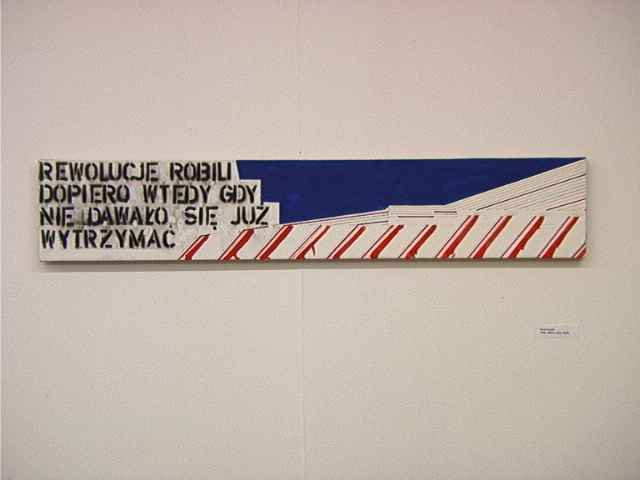 REWOLUCJE ROBILI
DOPIERO WTEDY GDY
NIE DAWAŁO SIĘ JUŻ
WYTRZYMAĆ